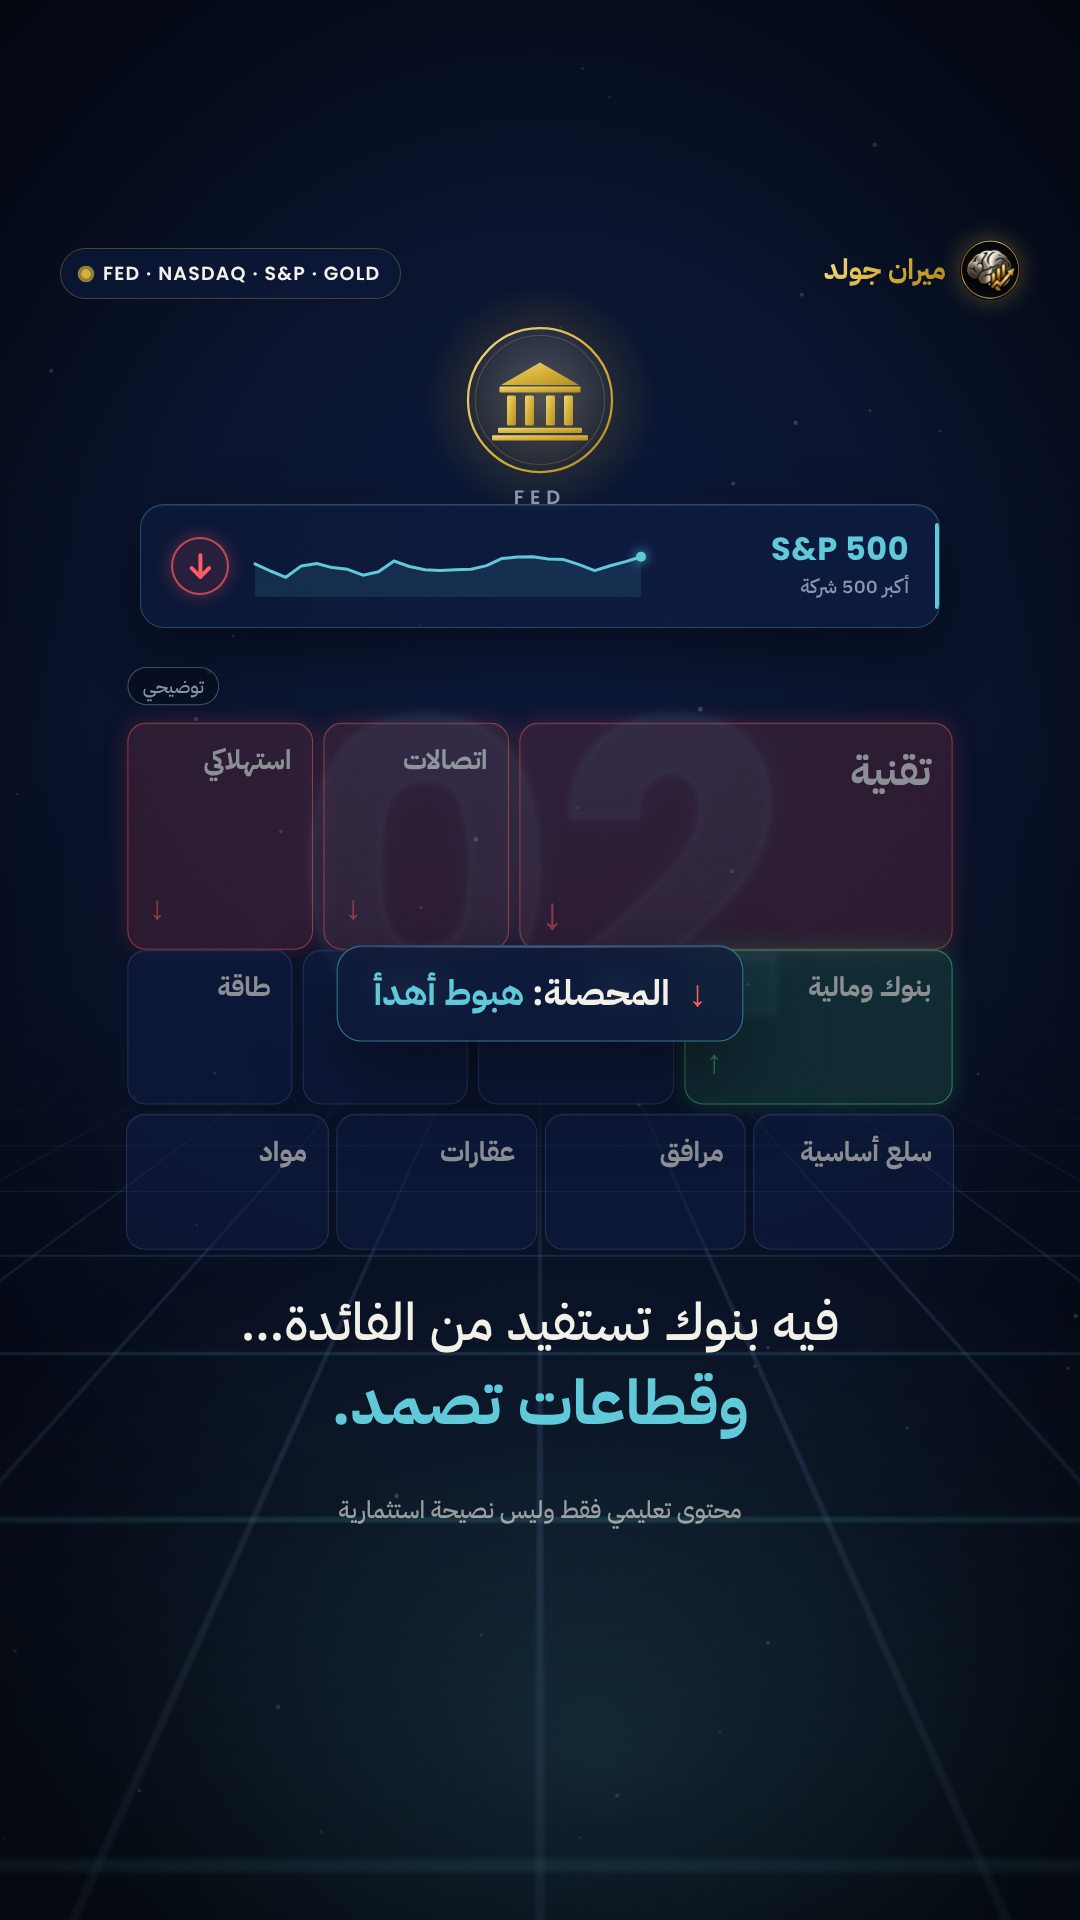 ميران جولد
FED · NASDAQ · S&P · GOLD
FED
S&P 500
أكبر 500 شركة
توضيحي
02
تقنية
↓
اتصالات
↓
استهلاكي
↓
بنوك ومالية
↑
طاقة
↓ المحصلة: هبوط أهدأ
سلع أساسية
مرافق
عقارات
مواد
فيه بنوك تستفيد من الفائدة...
وقطاعات تصمد.
محتوى تعليمي فقط وليس نصيحة استثمارية